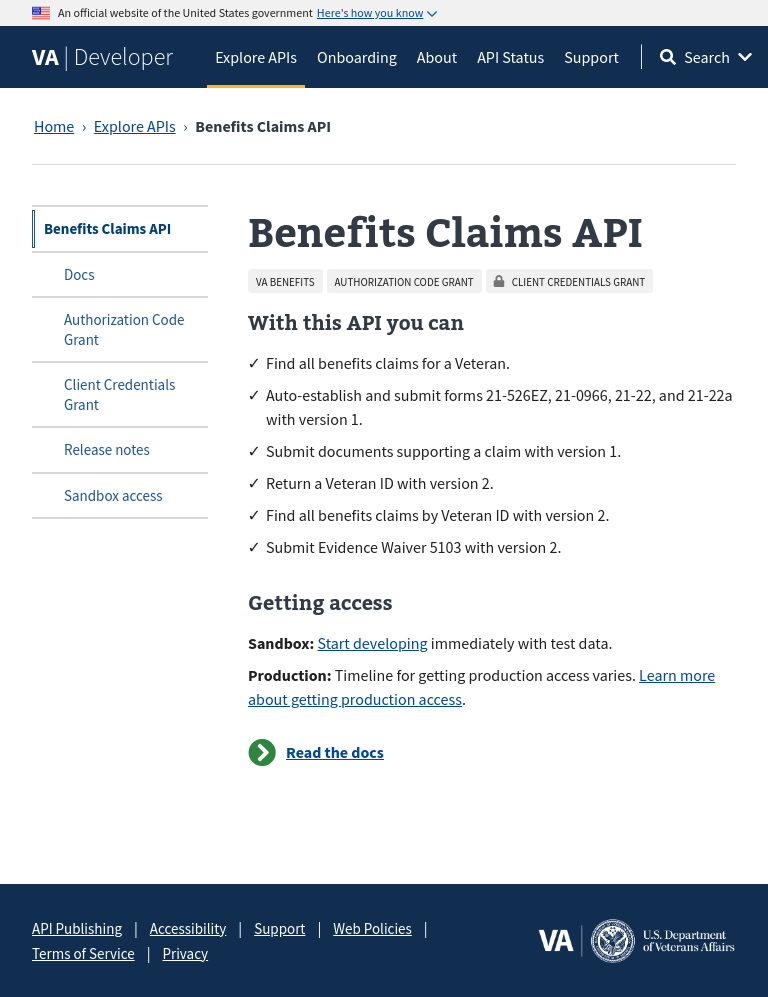 An official website of the United States government Here's how you know
VA | Developer Explore APIs Onboarding About API Status Support Search
Home › Explore APIs › Benefits Claims API
Benefits Claims API
Docs
Authorization Code
Grant
Client Credentials
Grant
Release notes
Sandbox access
Benefits Claims API
VA BENEFITS AUTHORIZATION CODE GRANT CLIENT CREDENTIALS GRANT
With this API you can
✓ Find all benefits claims for a Veteran.
✓ Auto-establish and submit forms 21-526EZ, 21-0966, 21-22, and 21-22a
with version 1.
✓ Submit documents supporting a claim with version 1.
✓ Return a Veteran ID with version 2.
✓ Find all benefits claims by Veteran ID with version 2.
✓ Submit Evidence Waiver 5103 with version 2.
Getting access
Sandbox: Start developing immediately with test data.
Production: Timeline for getting production access varies. Learn more
about getting production access.
Read the docs
API Publishing | Accessibility | Support | Web Policies |
Terms of Service | Privacy
VA | U.S. Department
of Veterans Affairs